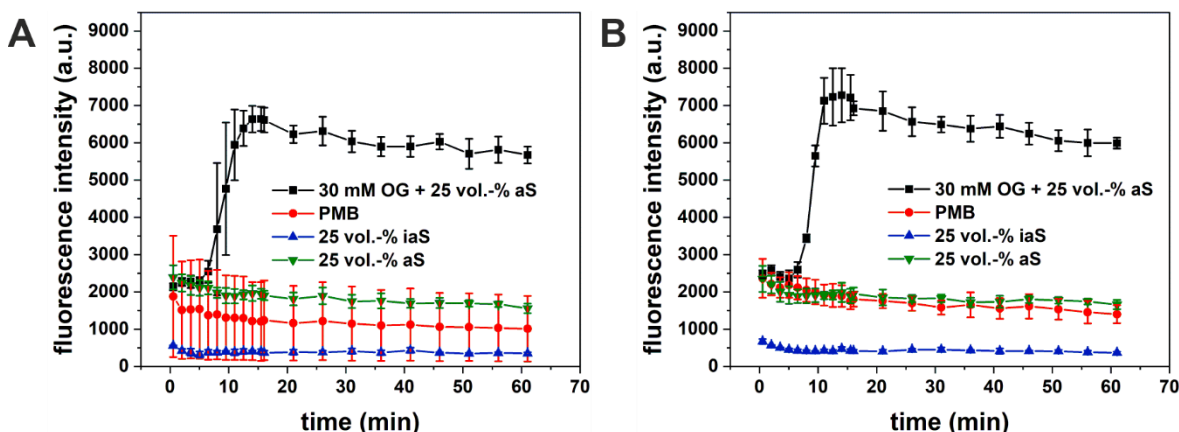 A
fluorescence intensity (a.u.)
9000
8000
7000
6000
5000
4000
3000
2000
1000
0
30 mM OG + 25 vol.-% aS
PMB
25 vol.-% iaS
25 vol.-% aS
0 10 20 30 40 50 60 70
time (min)
B
fluorescence intensity (a.u.)
9000
8000
7000
6000
5000
4000
3000
2000
1000
0
30 mM OG + 25 vol.-% aS
PMB
25 vol.-% iaS
25 vol.-% aS
0 10 20 30 40 50 60 70
time (min)